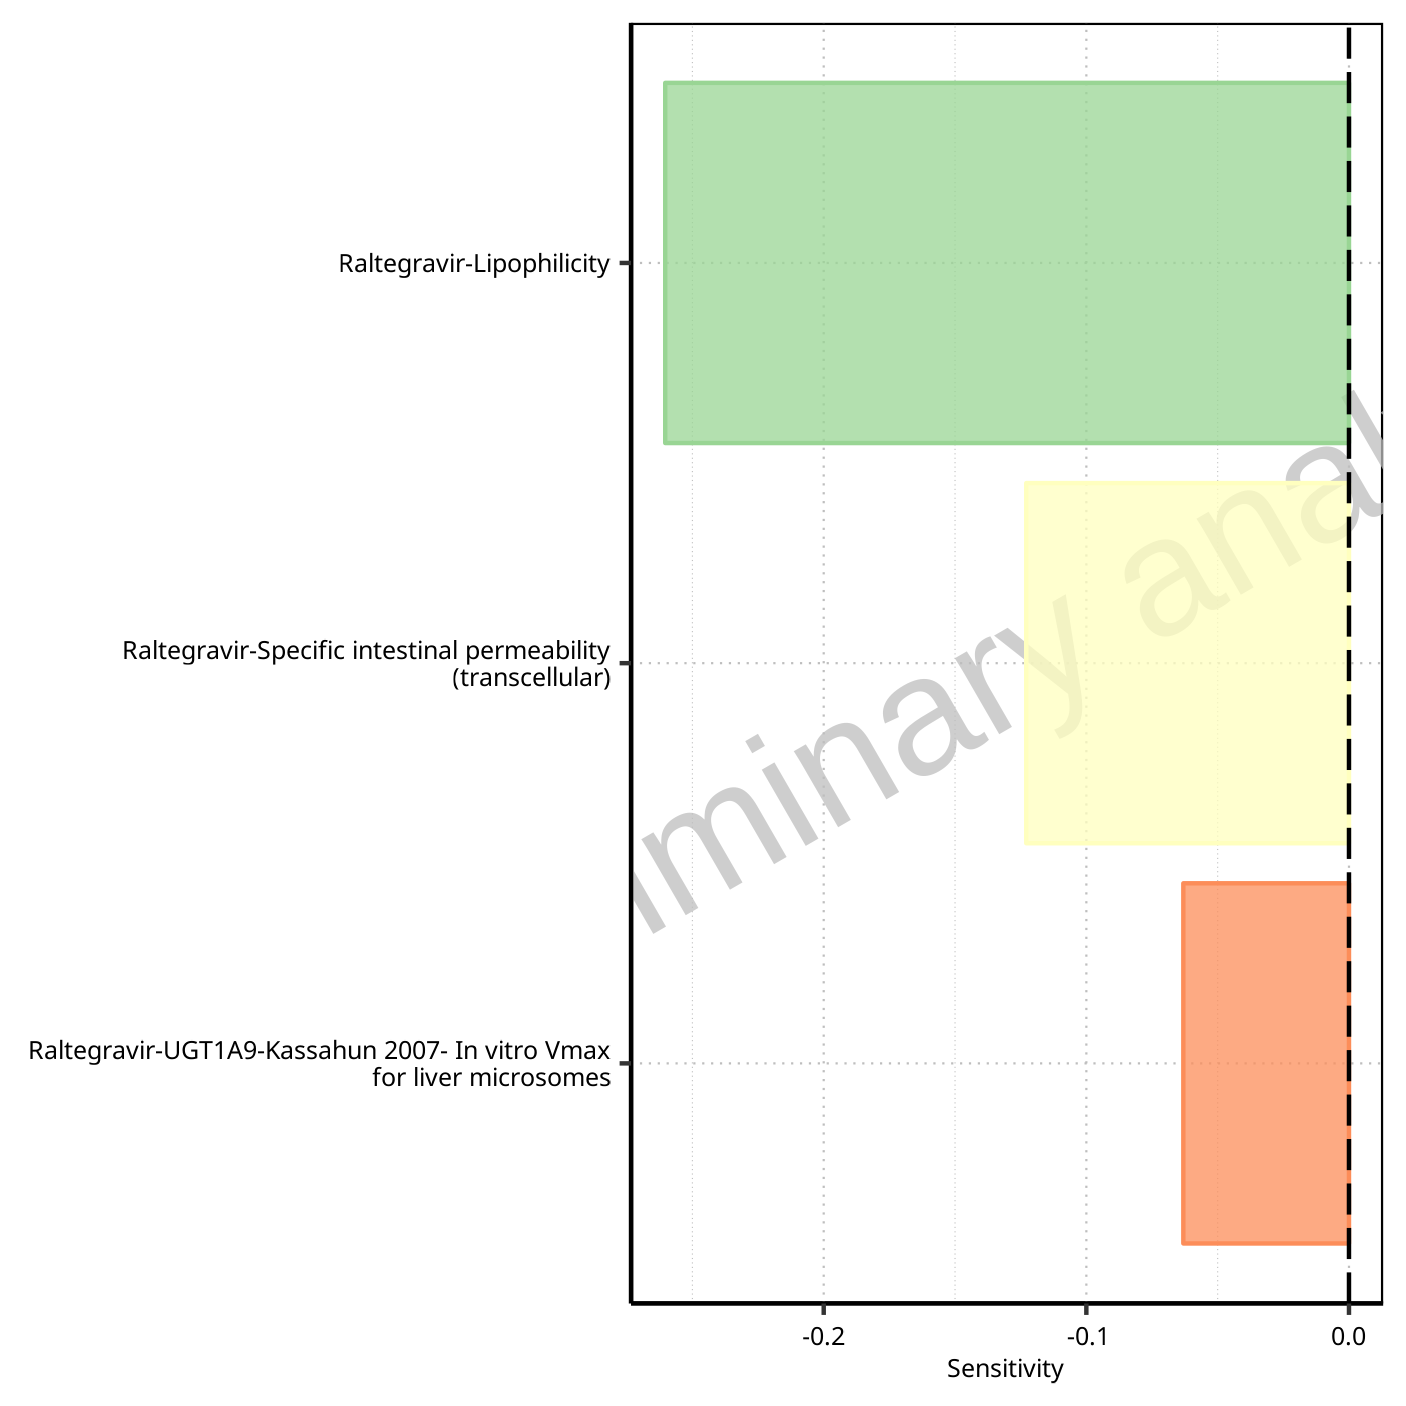 Raltegravir-Lipophilicity
Raltegravir-Specific intestinal permeability
(transcellular)
Raltegravir-UGT1A9-Kassahun 2007- In vitro Vmax
for liver microsomes
minary anal
-0.2 -0.1 0.0
Sensitivity